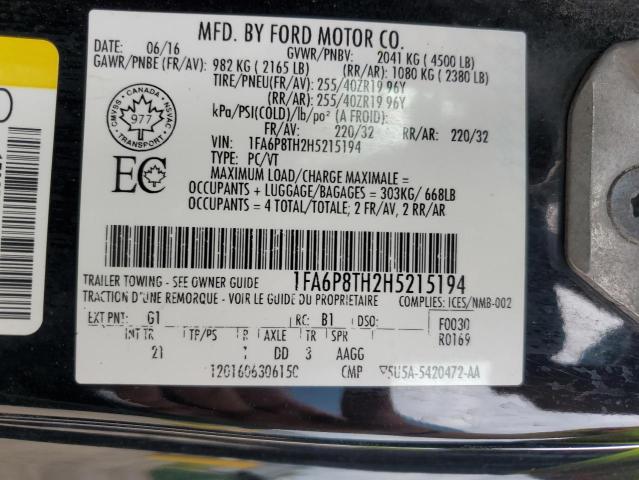 MFD. BY FORD MOTOR CO.
06/16 GVWR/PNBV: 2041 KG ( 4500 LB)
GAWR/PNBE (FR/AV): 982 KG ( 2165 LB) (RR/AR): 1080 KG ( 2380 LB)
TIRE/PNEU(FR/AV): 255/40ZR19 96Y
(RR/AR): 255/40ZR19 96Y
kPa/PSI(COLD)/lb/po² (A FROID):
FR/AV: 220/32 RR/AR: 220/32
VIN: 1FA6P8TH2H5215194
TYPE: PC/VT
CMVSS CANADA NSVAC
977
TRANSPORT
EC
MAXIMUM LOAD/CHARGE MAXIMALE =
OCCUPANTS + LUGGAGE/BAGAGES = 303KG/ 668LB
OCCUPANTS = 4 TOTAL/TOTALE; 2 FR/AV, 2 RR/AR
1FA6P8TH2H5215194
TRAILER TOWING - SEE OWNER GUIDE
TRACTION D'UNE REMORQUE - VOIR LE GUIDE DU PROPRIETAIRE COMPLIES: ICES/NMB-002
EXT PNT: G1 RC: B1 DSO: F0030
R0169
INT TR TP/PS R AXLE TR SPR
21 DD 3 AAGG
CMP 5U5A-5420472-AA